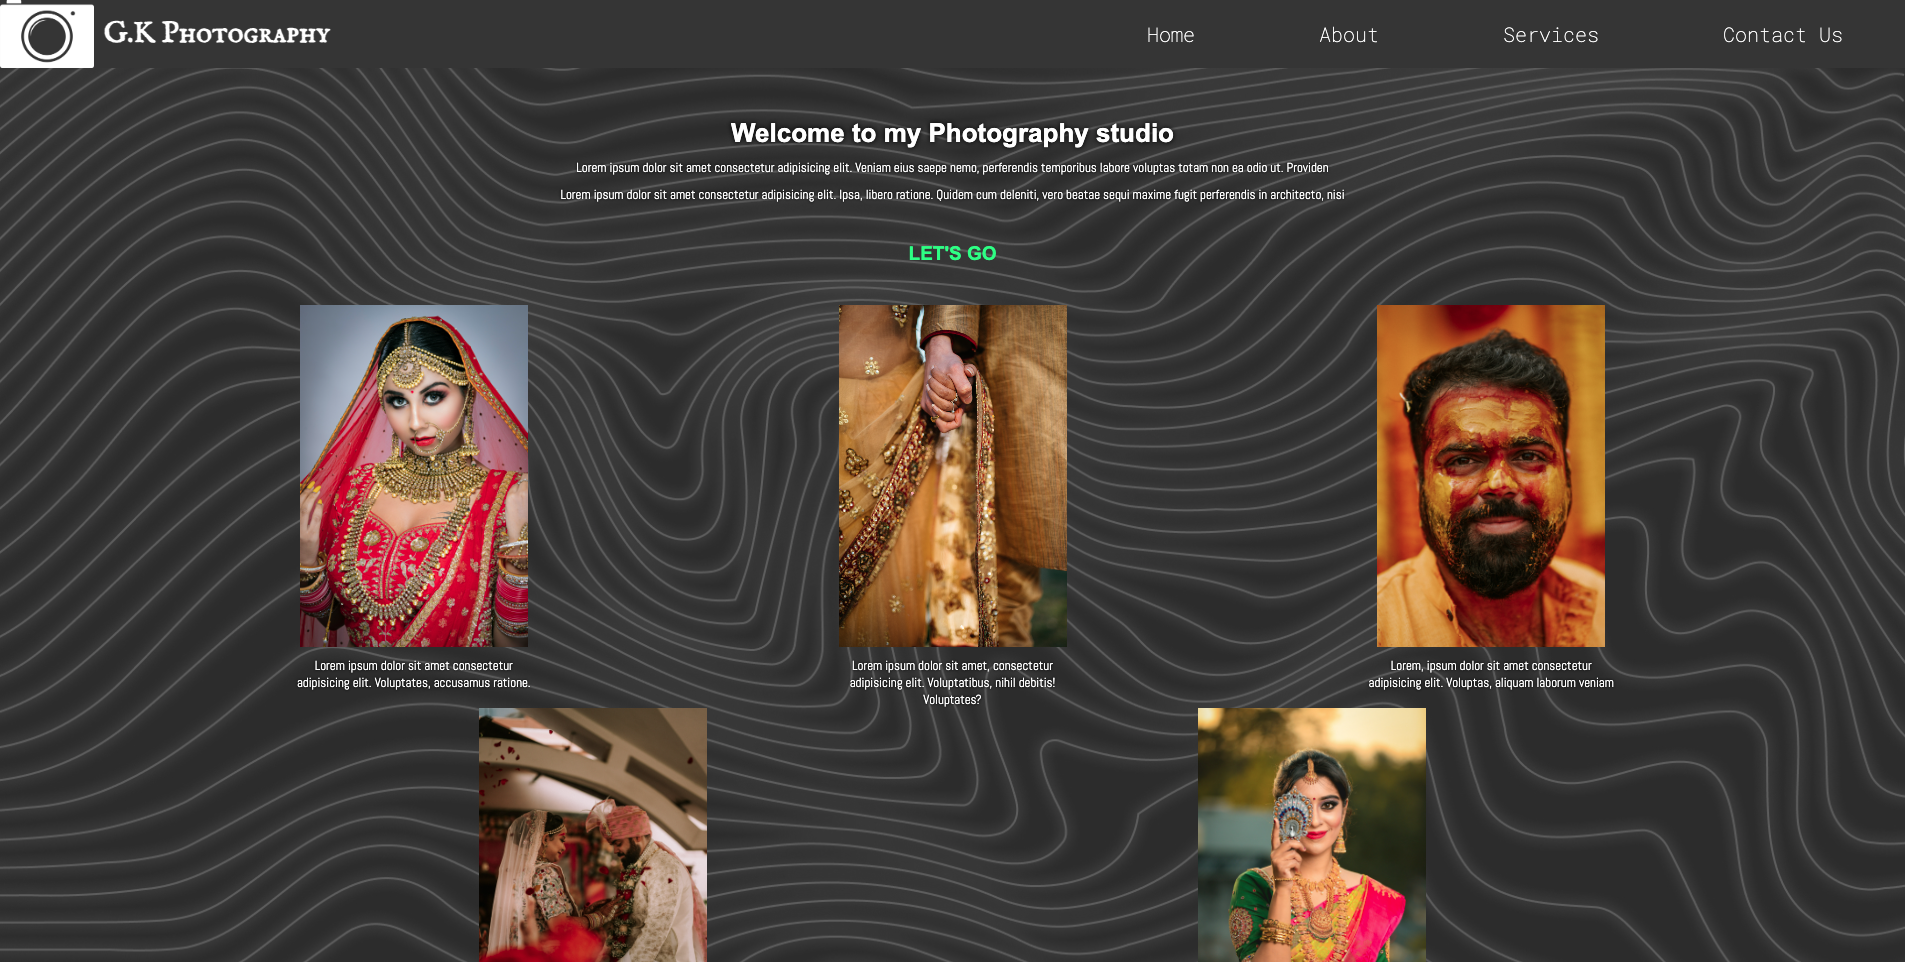 G.K Photography
Home
About
Services
Contact Us
Welcome to my Photography studio
Lorem ipsum dolor sit amet consectetur adipisicing elit. Veniam eius saepe nemo, perferendis temporibus labore voluptas totam non ea odio ut. Providen
Lorem ipsum dolor sit amet consectetur adipisicing elit. Ipsa, libero ratione. Quidem cum deleniti, vero beatae sequi maxime fugit perferendis in architecto, nisi
LET'S GO
Lorem ipsum dolor sit amet consectetur
adipisicing elit. Voluptates, accusamus ratione.
Lorem ipsum dolor sit amet, consectetur
adipisicing elit. Voluptatibus, nihil debitis!
Voluptates?
Lorem, ipsum dolor sit amet consectetur
adipisicing elit. Voluptas, aliquam laborum veniam